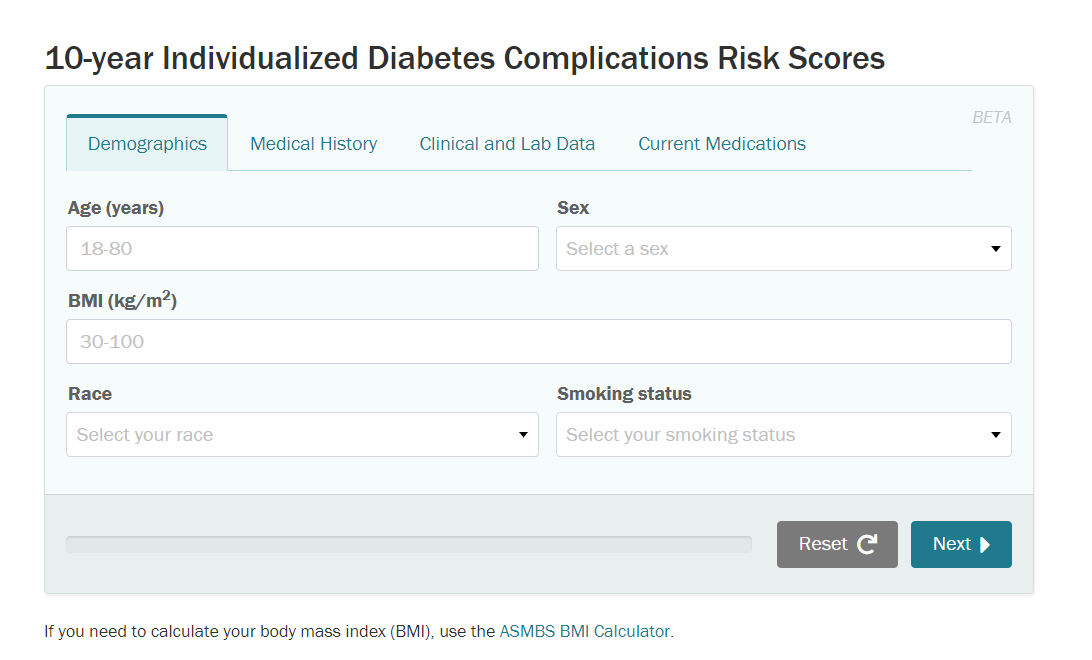 10-year Individualized Diabetes Complications Risk Scores
BETA
Demographics Medical History Clinical and Lab Data Current Medications
Age (years) Sex
18-80 Select a sex
BMI (kg/m²)
30-100
Race Smoking status
Select your race Select your smoking status
Reset Next
If you need to calculate your body mass index (BMI), use the ASMBS BMI Calculator.